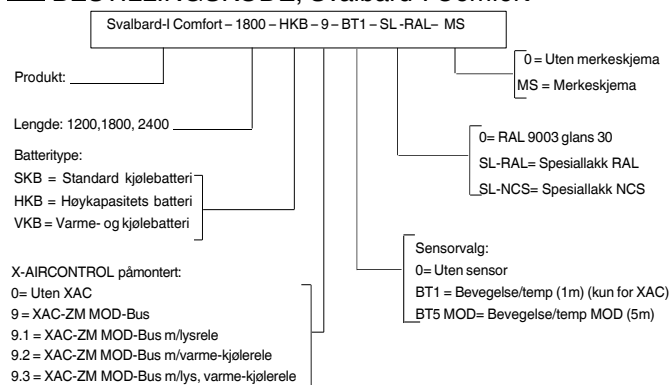 Svalbard-I Comfort – 1800 – HKB – 9 – BT1 – SL -RAL– MS
0 = Uten merkeskjema
MS = Merkeskjema
Produkt:
Lengde: 1200,1800, 2400
0= RAL 9003 glans 30
SL-RAL= Spesiallakk RAL
SL-NCS= Spesiallakk NCS
Batteritype:
SKB = Standard kjølebatteri
HKB = Høykapasitets batteri
VKB = Varme- og kjølebatteri
Sensorvalg:
0= Uten sensor
BT1 = Bevegelse/temp (1m) (kun for XAC)
BT5 MOD= Bevegelse/temp MOD (5m)
X-AIRCONTROL påmontert:
0= Uten XAC
9 = XAC-ZM MOD-Bus
9.1 = XAC-ZM MOD-Bus m/lysrele
9.2 = XAC-ZM MOD-Bus m/varme-kjølerele
9.3 = XAC-ZM MOD-Bus m/lys, varme-kjølerele